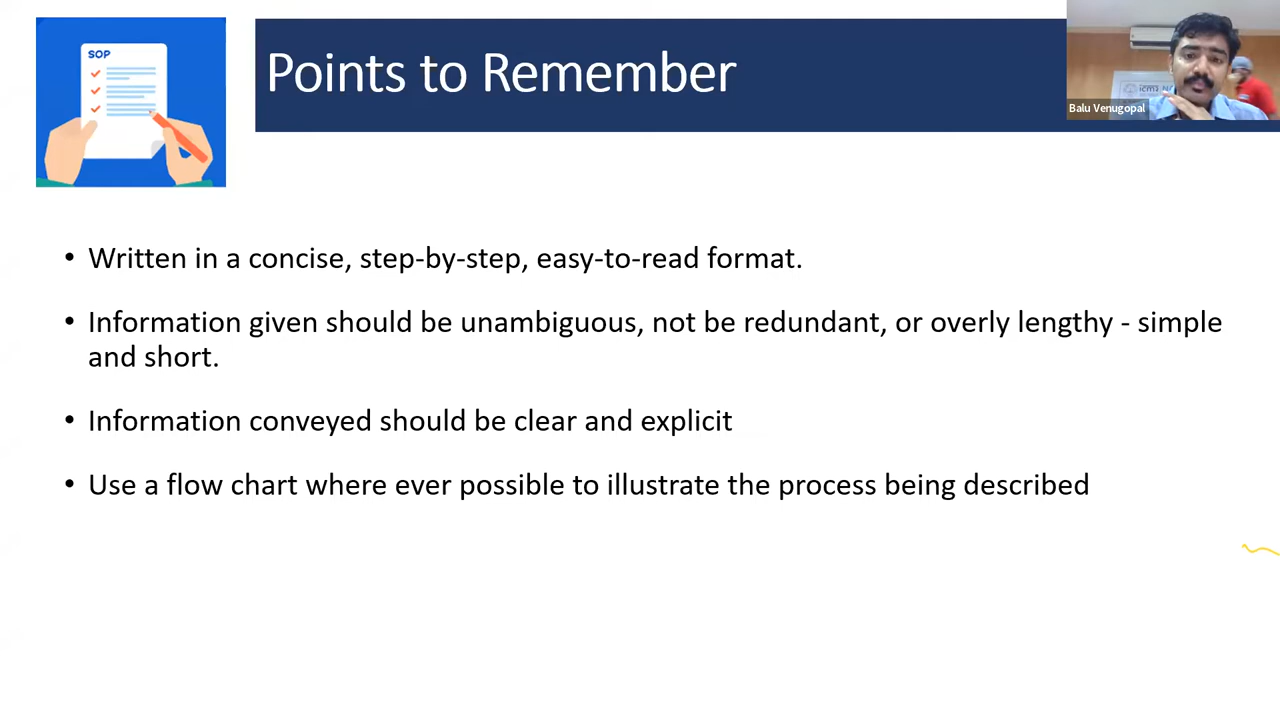 SOP
Points to Remember
Balu Venugopal
• Written in a concise, step-by-step, easy-to-read format.
• Information given should be unambiguous, not be redundant, or overly lengthy - simple
and short.
• Information conveyed should be clear and explicit
• Use a flow chart where ever possible to illustrate the process being described